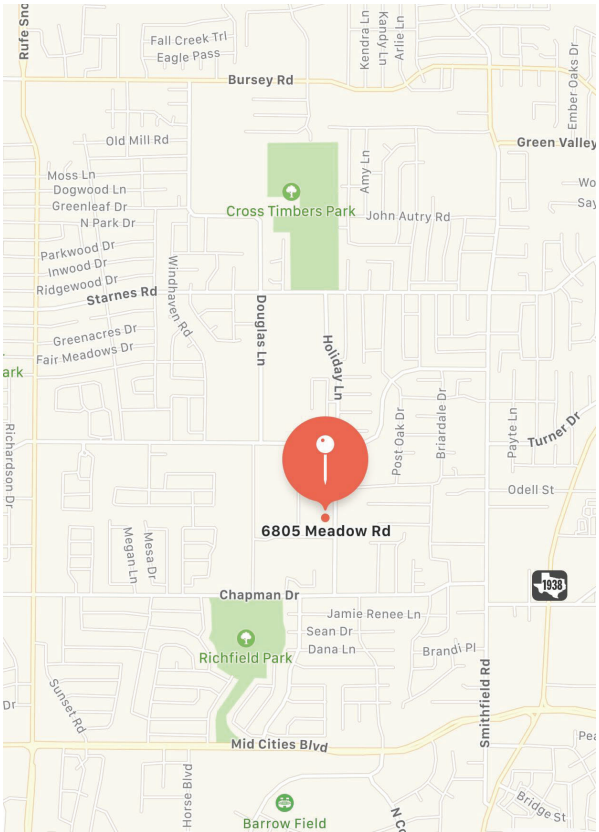 Rufe Sno
Fall Creek Trl
Eagle Pass
Kendra Ln
Kandy Ln
Arlie Ln
Ember Oaks Dr
Bursey Rd
Old Mill Rd
Green Valley
Moss Ln
Dogwood Ln
Greenleaf Dr
N Park Dr
Amy Ln
Wo
Say
Cross Timbers Park
John Autry Rd
Parkwood Dr
Inwood Dr
Ridgewood Dr
Starnes Rd
Windhaven Rd
Douglas Ln
Holiday Ln
Greenacres Dr
Fair Meadows Dr
ark
Richardson Dr
Post Oak Dr
Briardale Dr
Payte Ln
Turner Dr
Odell St
6805 Meadow Rd
Megan Ln
Mesa Dr
1938
Chapman Dr
Jamie Renee Ln
Sean Dr
Dana Ln
Brandi Pl
Richfield Park
Smithfield Rd
Dr
Sunset Rd
Mid Cities Blvd
Pea
Horse Blvd
Barrow Field
N Co
Bridge St